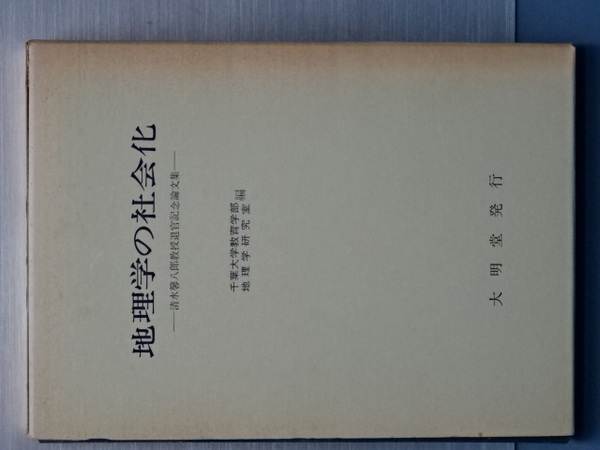 地理学の社会化
——清水馨八郎教授退官記念論文集——
千葉大学教育学部
地理学研究室
編
大明堂発行